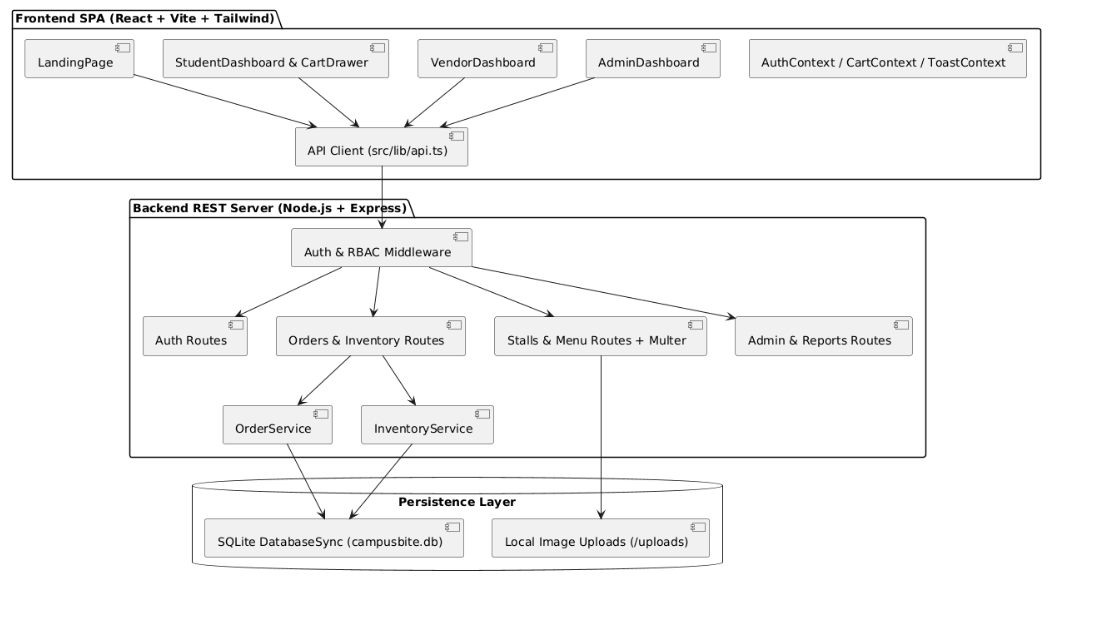 Frontend SPA (React + Vite + Tailwind)
LandingPage
StudentDashboard & CartDrawer
VendorDashboard
AdminDashboard
AuthContext / CartContext / ToastContext
API Client (src/lib/api.ts)
Backend REST Server (Node.js + Express)
Auth & RBAC Middleware
Auth Routes
Orders & Inventory Routes
Stalls & Menu Routes + Multer
Admin & Reports Routes
OrderService
InventoryService
Persistence Layer
SQLite DatabaseSync (campusbite.db)
Local Image Uploads (/uploads)